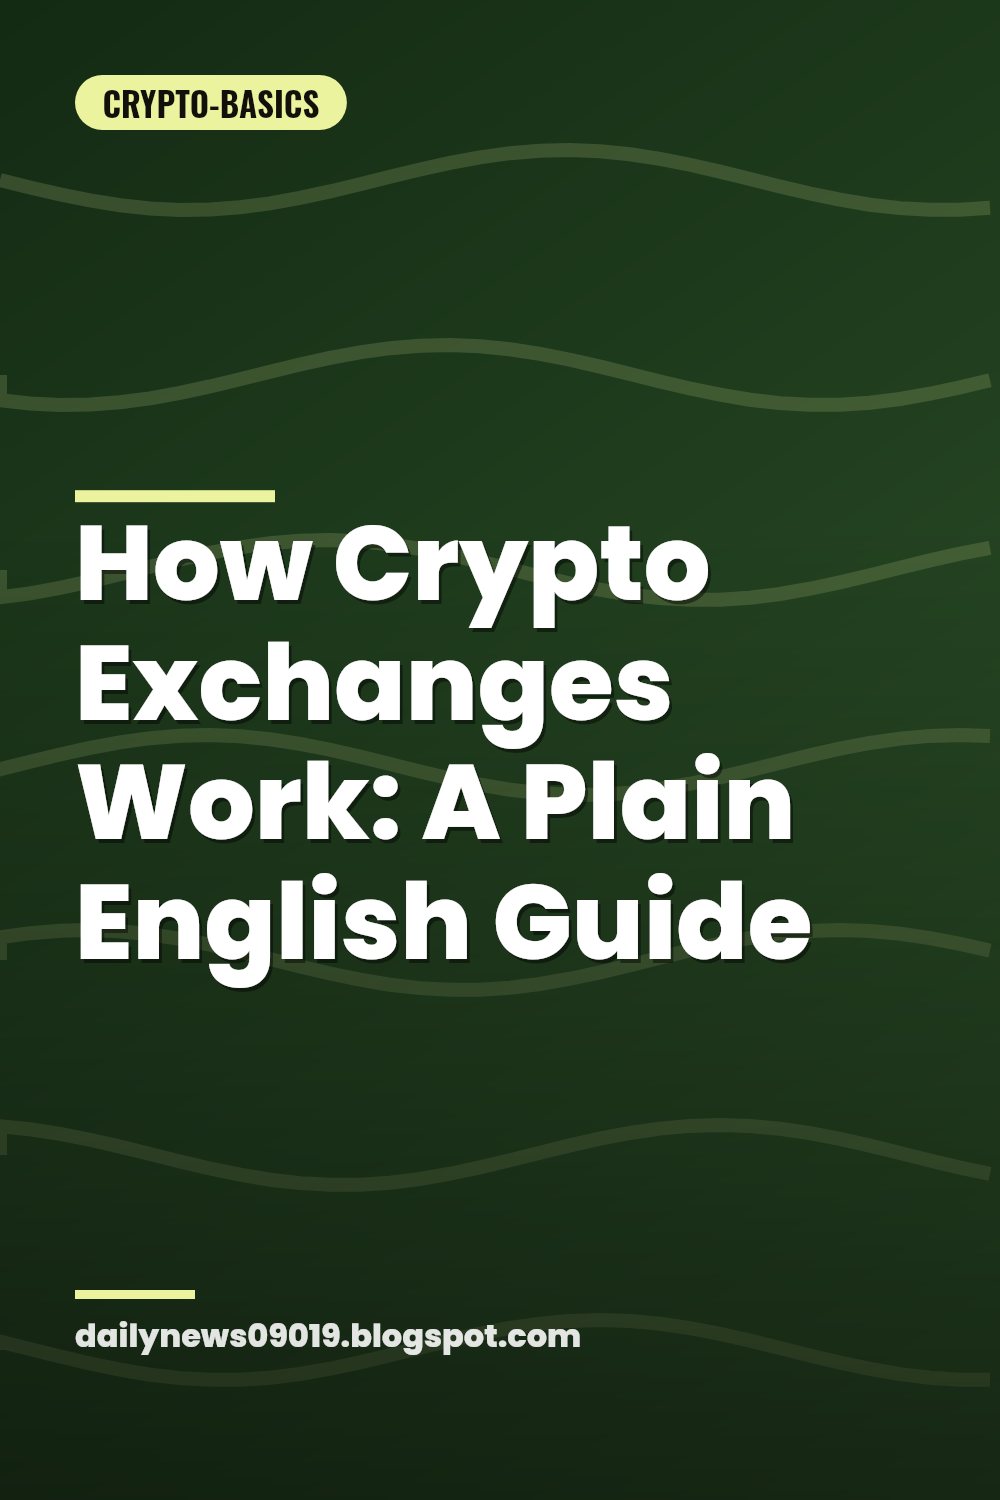 CRYPTO-BASICS
How Crypto
Exchanges
Work: A Plain
English Guide
dailynews09019.blogspot.com